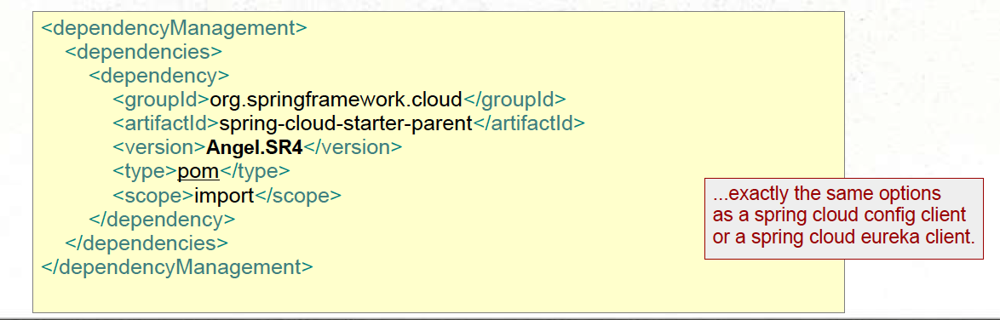 <dependencyManagement>
<dependencies>
<dependency>
<groupId>org.springframework.cloud</groupId>
<artifactId>spring-cloud-starter-parent</artifactId>
<version>Angel.SR4</version>
<type>pom</type>
<scope>import</scope>
</dependency>
</dependencies>
</dependencyManagement>
...exactly the same options
as a spring cloud config client
or a spring cloud eureka client.